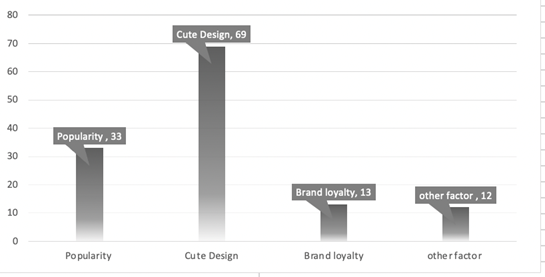 80
70
60
50
40
30
20
10
0
Cute Design, 69
Popularity , 33
Brand loyalty, 13
other factor , 12
Popularity
Cute Design
Brand loyalty
other factor